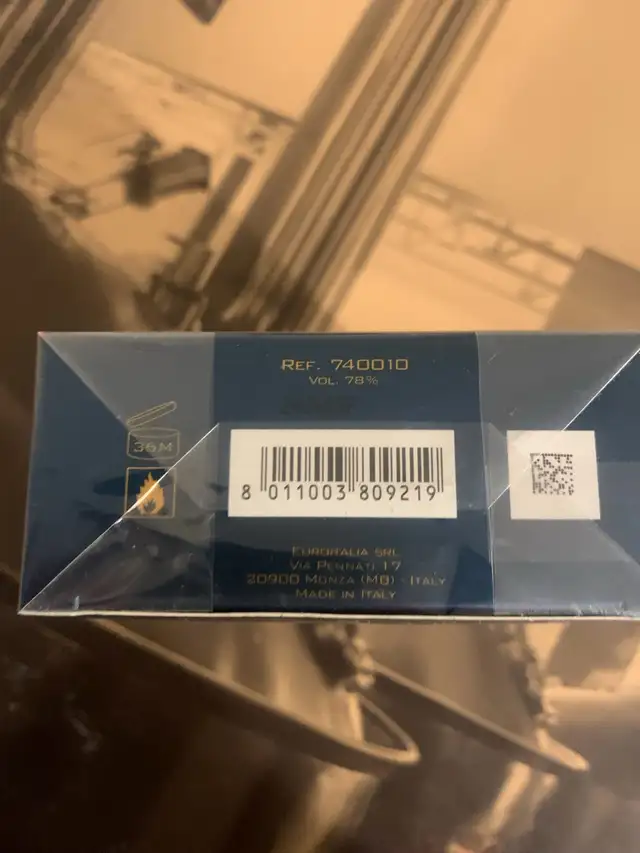 REF. 740010
VOL. 78%
36M
8 011003 809219
EUROITALIA SRL
VIA PENNATI 17
20900 MONZA (MB) - ITALY
MADE IN ITALY